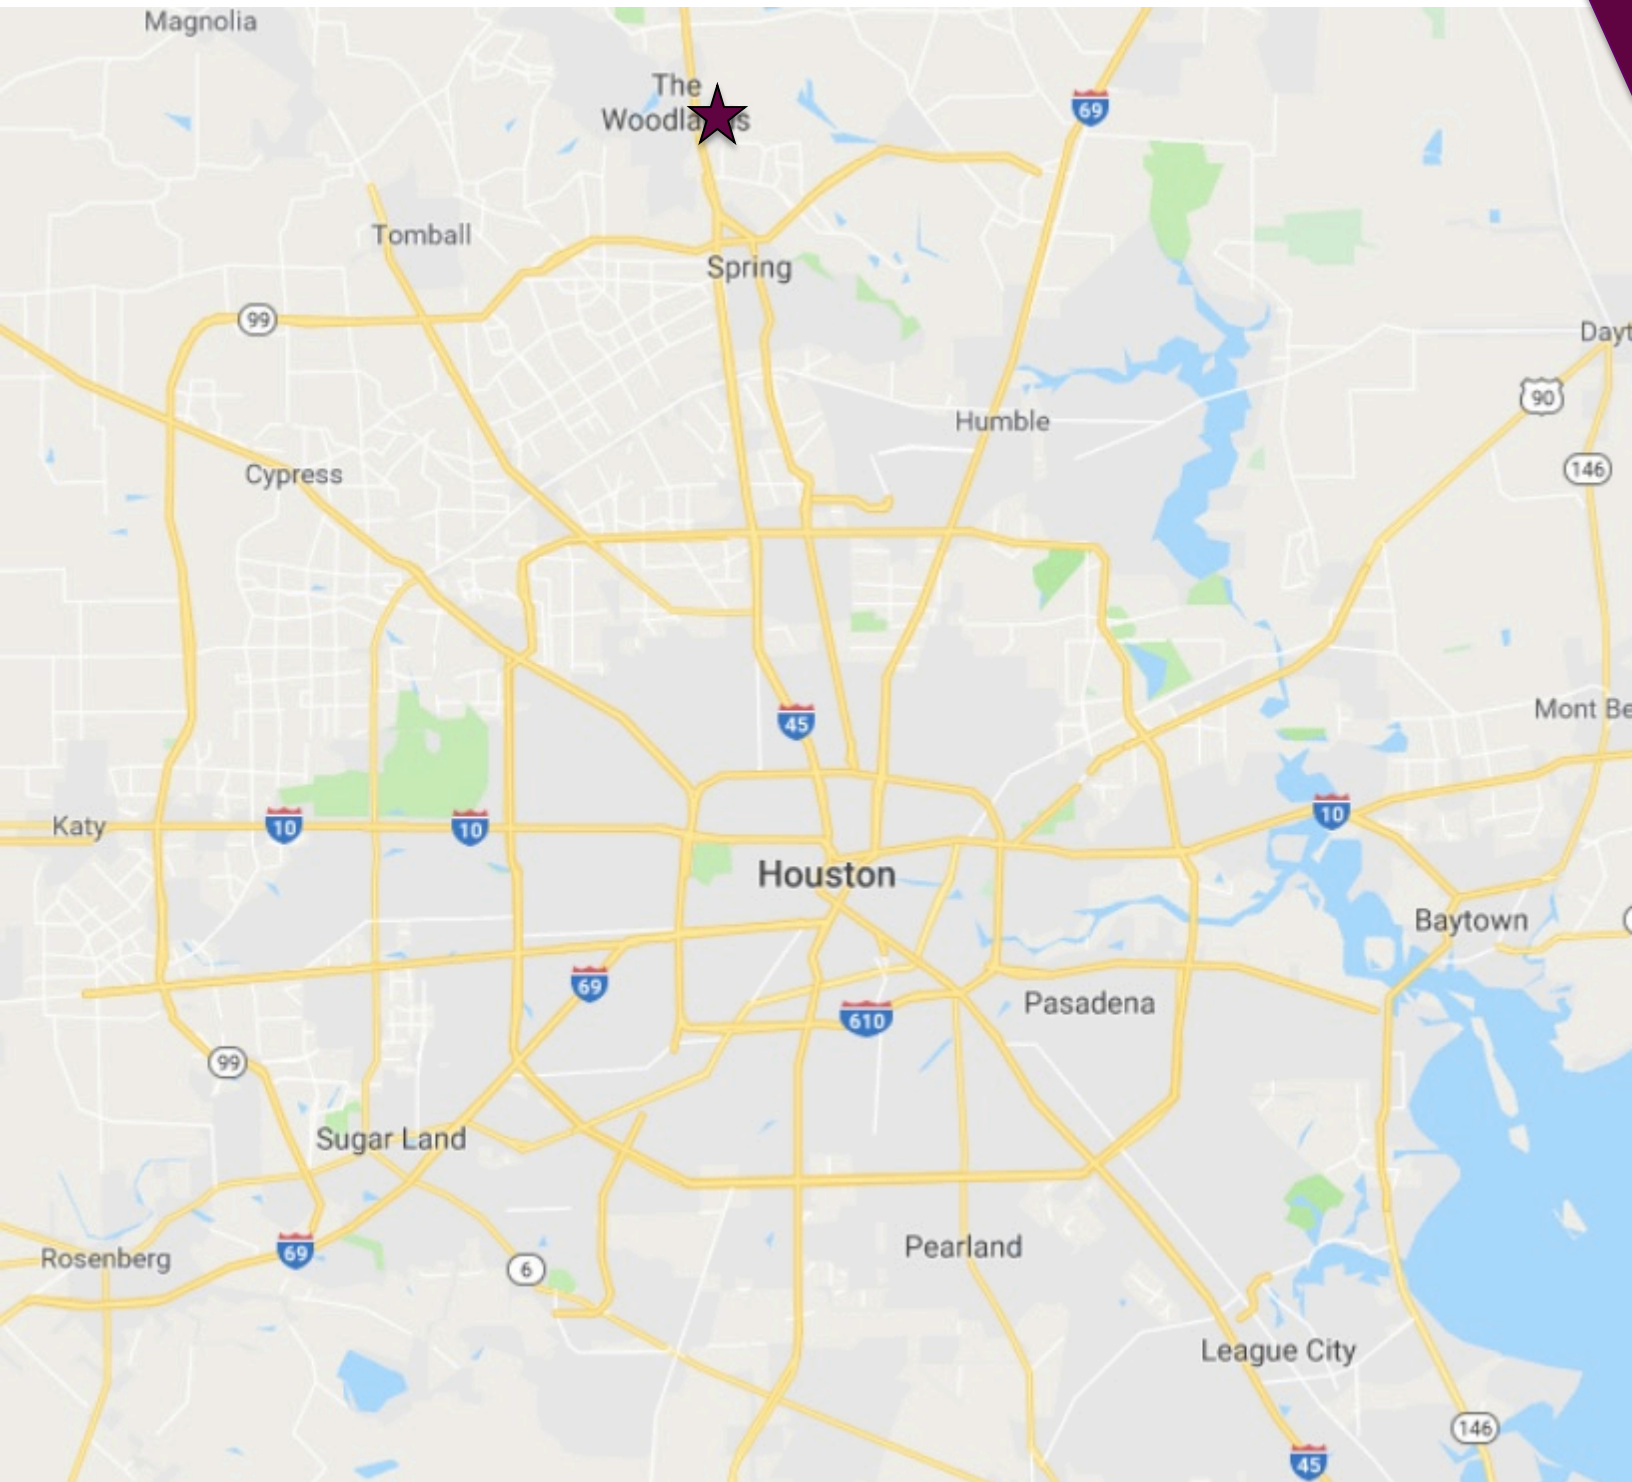 Magnolia
The
Woodla s
69
Tomball
Spring
99
Dayt
90
Humble
146
Cypress
Mont Be
45
10
Katy
10
10
Houston
Baytown
69
Pasadena
610
99
Sugar Land
Pearland
69
Rosenberg
6
League City
146
45